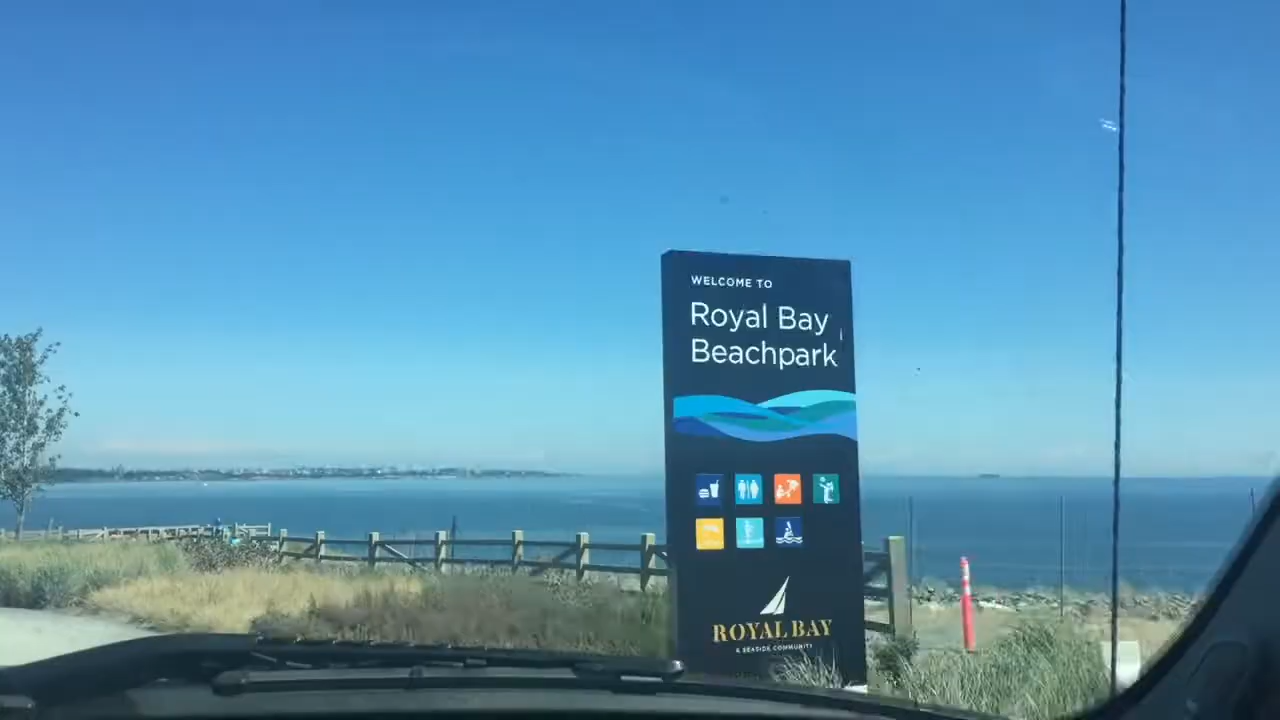 WELCOME TO
Royal Bay
Beachpark
ROYAL BAY
A SEASIDE COMMUNITY